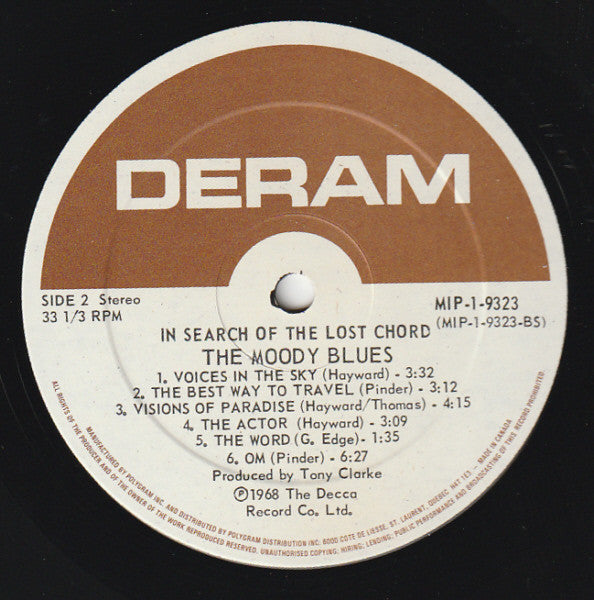 DERAM
SIDE 2 Stereo
33 1/3 RPM
MIP-1-9323
(MIP-1-9323-BS)
IN SEARCH OF THE LOST CHORD
THE MOODY BLUES
1. VOICES IN THE SKY (Hayward) - 3:32
2. THE BEST WAY TO TRAVEL (Pinder) - 3:12
3. VISIONS OF PARADISE (Hayward/Thomas) - 4:15
4. THE ACTOR (Hayward) - 3:09
5. THE WORD (G. Edge) - 1:35
6. OM (Pinder) - 6:27
Produced by Tony Clarke
Ⓟ1968 The Decca
Record Co. Ltd.
MANUFACTURED BY POLYGRAM INC. AND DISTRIBUTED BY POLYGRAM DISTRIBUTION INC. 6000 COTE DE LIESSE, ST. LAURENT, QUEBEC, H4T 1E3 - MADE IN CANADA
ALL RIGHTS OF THE PRODUCER AND OF THE OWNER OF THE WORK REPRODUCED RESERVED. UNAUTHORISED COPYING; HIRING; LENDING, PUBLIC PERFORMANCE AND BROADCASTING OF THIS RECORD PROHIBITED.